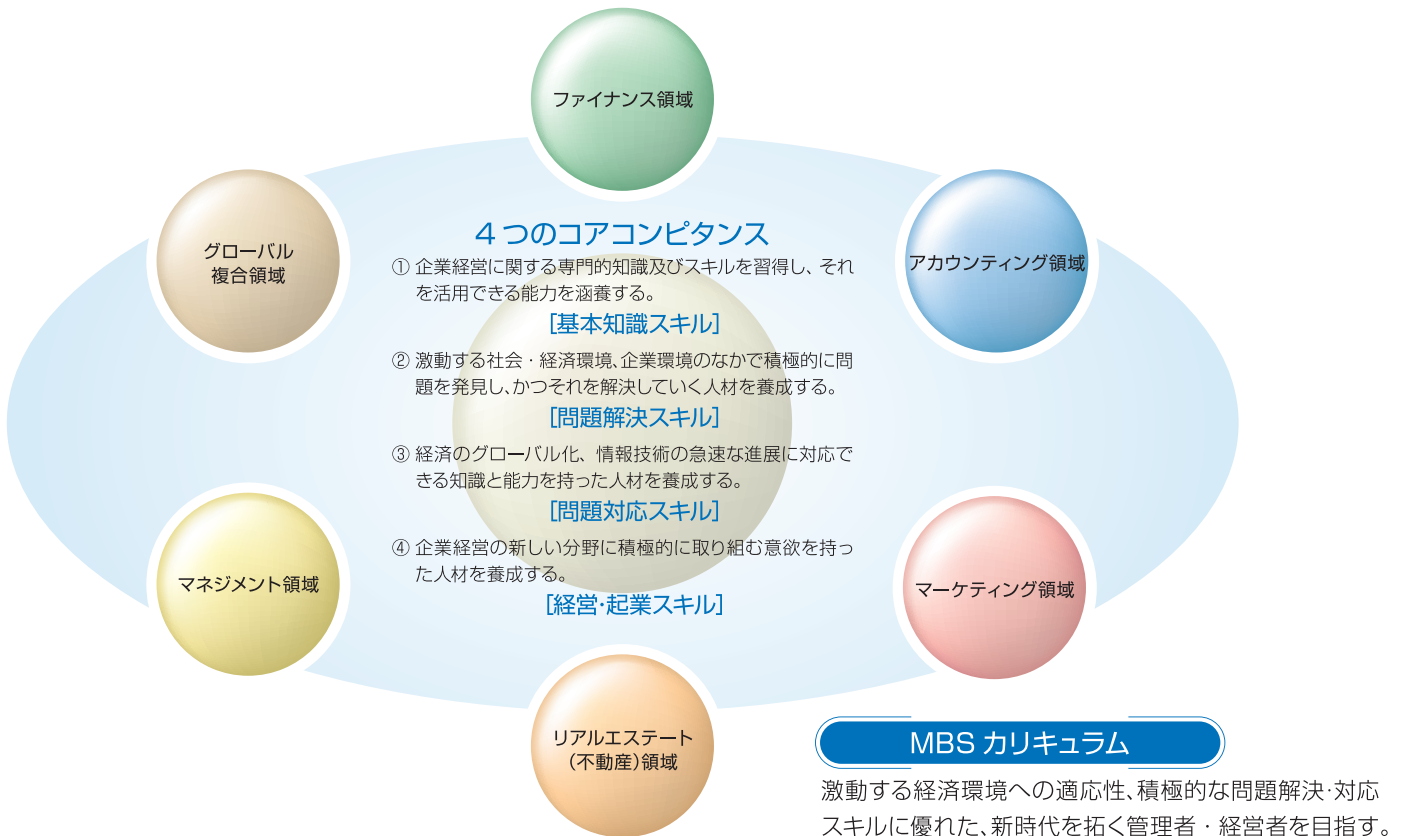 ファイナンス領域
グローバル
複合領域
アカウンティング領域
4つのコアコンピタンス
① 企業経営に関する専門的知識及びスキルを習得し、それ
を活用できる能力を涵養する。
[基本知識スキル]
② 激動する社会・経済環境、企業環境のなかで積極的に問
題を発見し、かつそれを解決していく人材を養成する。
[問題解決スキル]
③ 経済のグローバル化、情報技術の急速な進展に対応で
きる知識と能力を持った人材を養成する。
[問題対応スキル]
④ 企業経営の新しい分野に積極的に取り組む意欲を持っ
た人材を養成する。
[経営・起業スキル]
マネジメント領域
マーケティング領域
リアルエステート
(不動産)領域
MBS カリキュラム
激動する経済環境への適応性、積極的な問題解決・対応
スキルに優れた、新時代を拓く管理者・経営者を目指す。